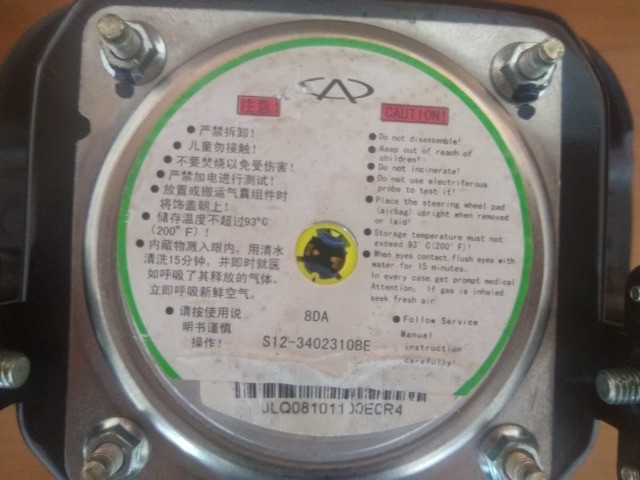 注意!
● 严禁拆卸!
● 儿童勿接触!
● 不要焚烧以免受伤害!
● 严禁加电进行测试!
● 放置或搬运气囊组件时
将饰盖朝上!
● 储存温度不超过93°C
(200°F)!
● 内藏物溅入眼内,用清水
清洗15分钟,并即时就医
如呼吸了其释放的气体,
立即呼吸新鲜空气。
● 请按使用说
明书谨慎
操作!
CAUTION!
● Do not disassemble!
● Keep out of reach of
children!
● Do not incinerate!
● Do not use electriferous
probe to test it!
● Place the steering wheel pad
(airbag) upright when removed
or laid!
● Storage temperature must not
exceed 93°C(200°F)!
● When eyes contact, flush eyes with
water for 15 minutes.
In every case, get prompt medical
Attention: If gas is inhaled
seek fresh air.
● Follow Service
Manual
instruction
carefully!
8DA
S12-3402310BE